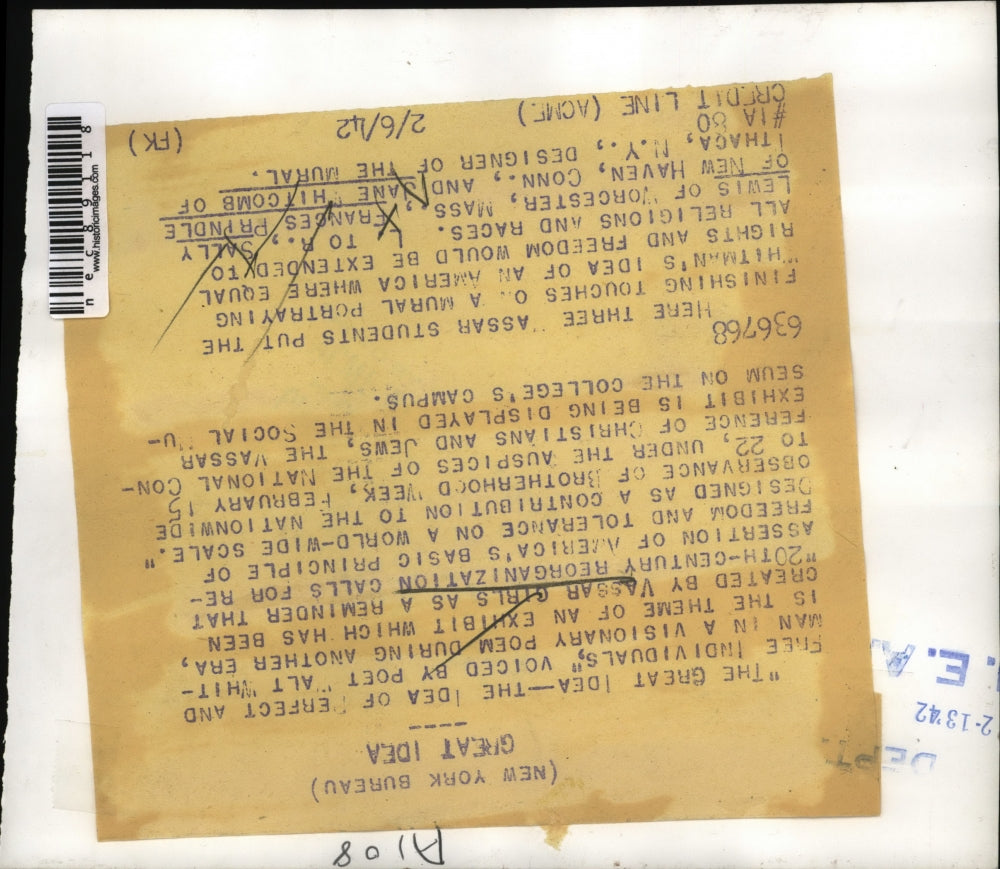 (NEW YORK BUREAU)
GREAT IDEA
----
"THE GREAT IDEA—THE IDEA OF PERFECT AND
FREE INDIVIDUALS," VOICED BY POET WALT WHIT-
MAN IN A VISIONARY POEM DURING ANOTHER ERA,
IS THE THEME OF AN EXHIBIT WHICH HAS BEEN
CREATED BY VASSAR GIRLS AS A REMINDER THAT
"20TH-CENTURY REORGANIZATION CALLS FOR RE-
ASSERTION OF AMERICA'S BASIC PRINCIPLE OF
FREEDOM AND TOLERANCE ON A WORLD-WIDE SCALE."
DESIGNED AS A CONTRIBUTION TO THE NATIONWIDE
OBSERVANCE OF BROTHERHOOD WEEK, FEBRUARY 15
TO 22, UNDER THE AUSPICES OF THE NATIONAL CON-
FERENCE OF CHRISTIANS AND JEWS, THE VASSAR
EXHIBIT IS BEING DISPLAYED IN THE SOCIAL MU-
SEUM ON THE COLLEGE'S CAMPUS.
636768
HERE THREE VASSAR STUDENTS PUT THE
FINISHING TOUCHES ON A MURAL PORTRAYING
WHITMAN'S IDEA OF AN AMERICA WHERE EQUAL
RIGHTS AND FREEDOM WOULD BE EXTENDED TO
ALL RELIGIONS AND RACES. L TO R., SALLY
LEWIS OF WORCESTER, MASS., FRANCES PRINDLE
OF NEW HAVEN, CONN., AND JANE WHITCOMB OF
ITHACA, N.Y., DESIGNER OF THE MURAL.
#1A 80
CREDIT LINE (ACME) 2/6/42 (FK)
A108
E. A.
2-13'42
DEPT.
necs89118
www.historicimages.com